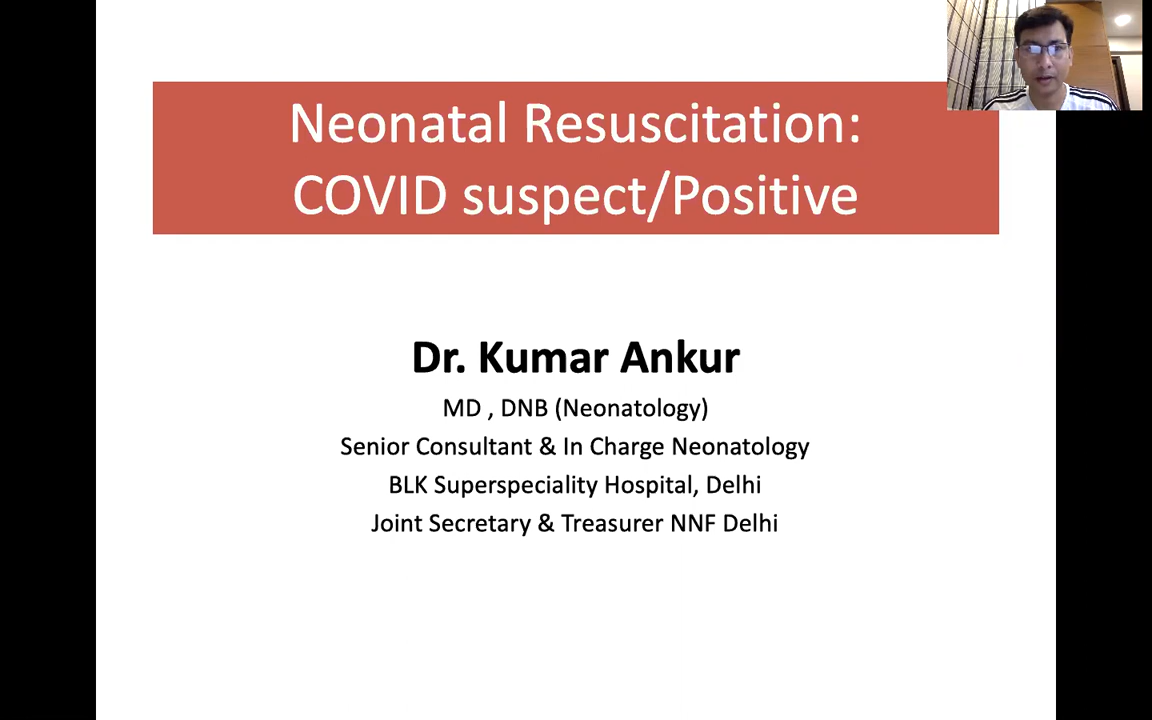 Neonatal Resuscitation:
COVID suspect/Positive
Dr. Kumar Ankur
MD , DNB (Neonatology)
Senior Consultant & In Charge Neonatology
BLK Superspeciality Hospital, Delhi
Joint Secretary & Treasurer NNF Delhi